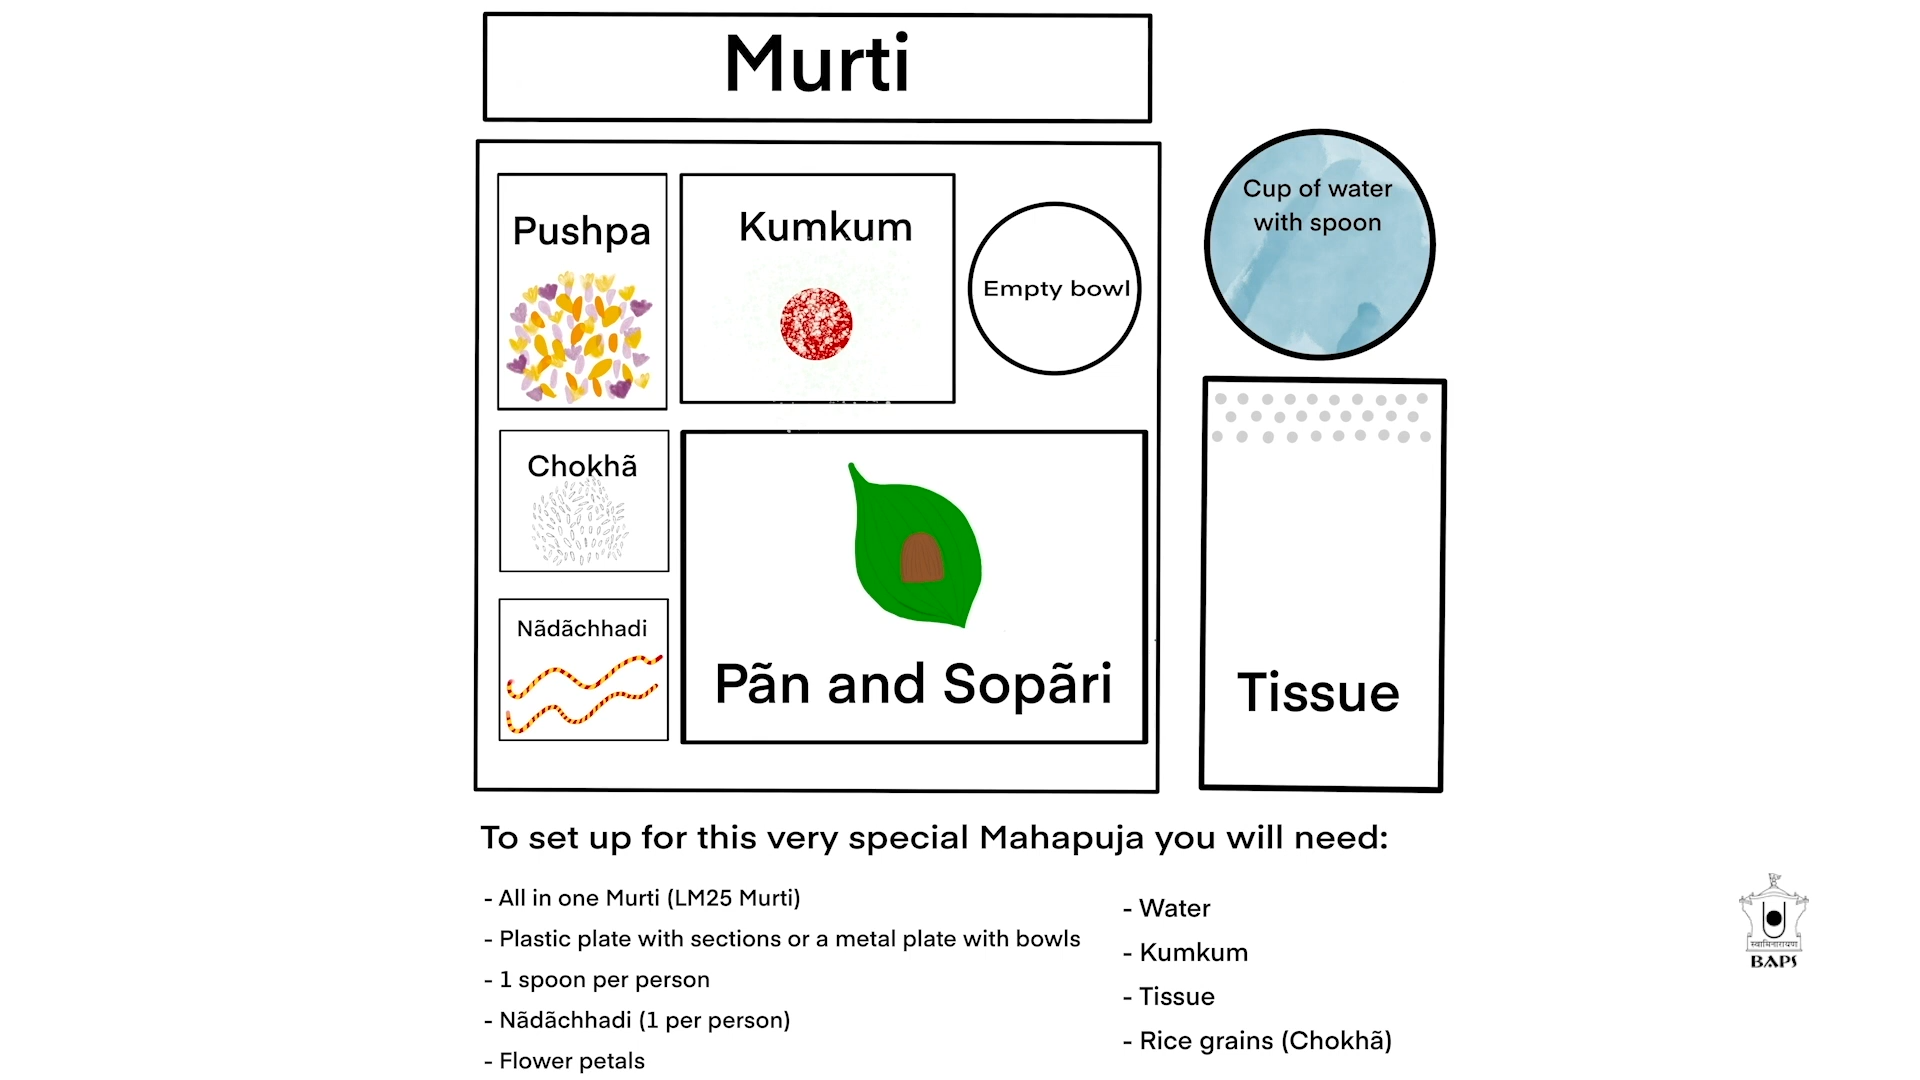 Murti
Pushpa
Kumkum
Empty bowl
Cup of water
with spoon
Chokhã
Nãdãchhadi
Pãn and Sopãri
Tissue
To set up for this very special Mahapuja you will need:
- All in one Murti (LM25 Murti)
- Plastic plate with sections or a metal plate with bowls
- 1 spoon per person
- Nãdãchhadi (1 per person)
- Flower petals
- Water
- Kumkum
- Tissue
- Rice grains (Chokhã)
स्वामिनारायण
BAPS